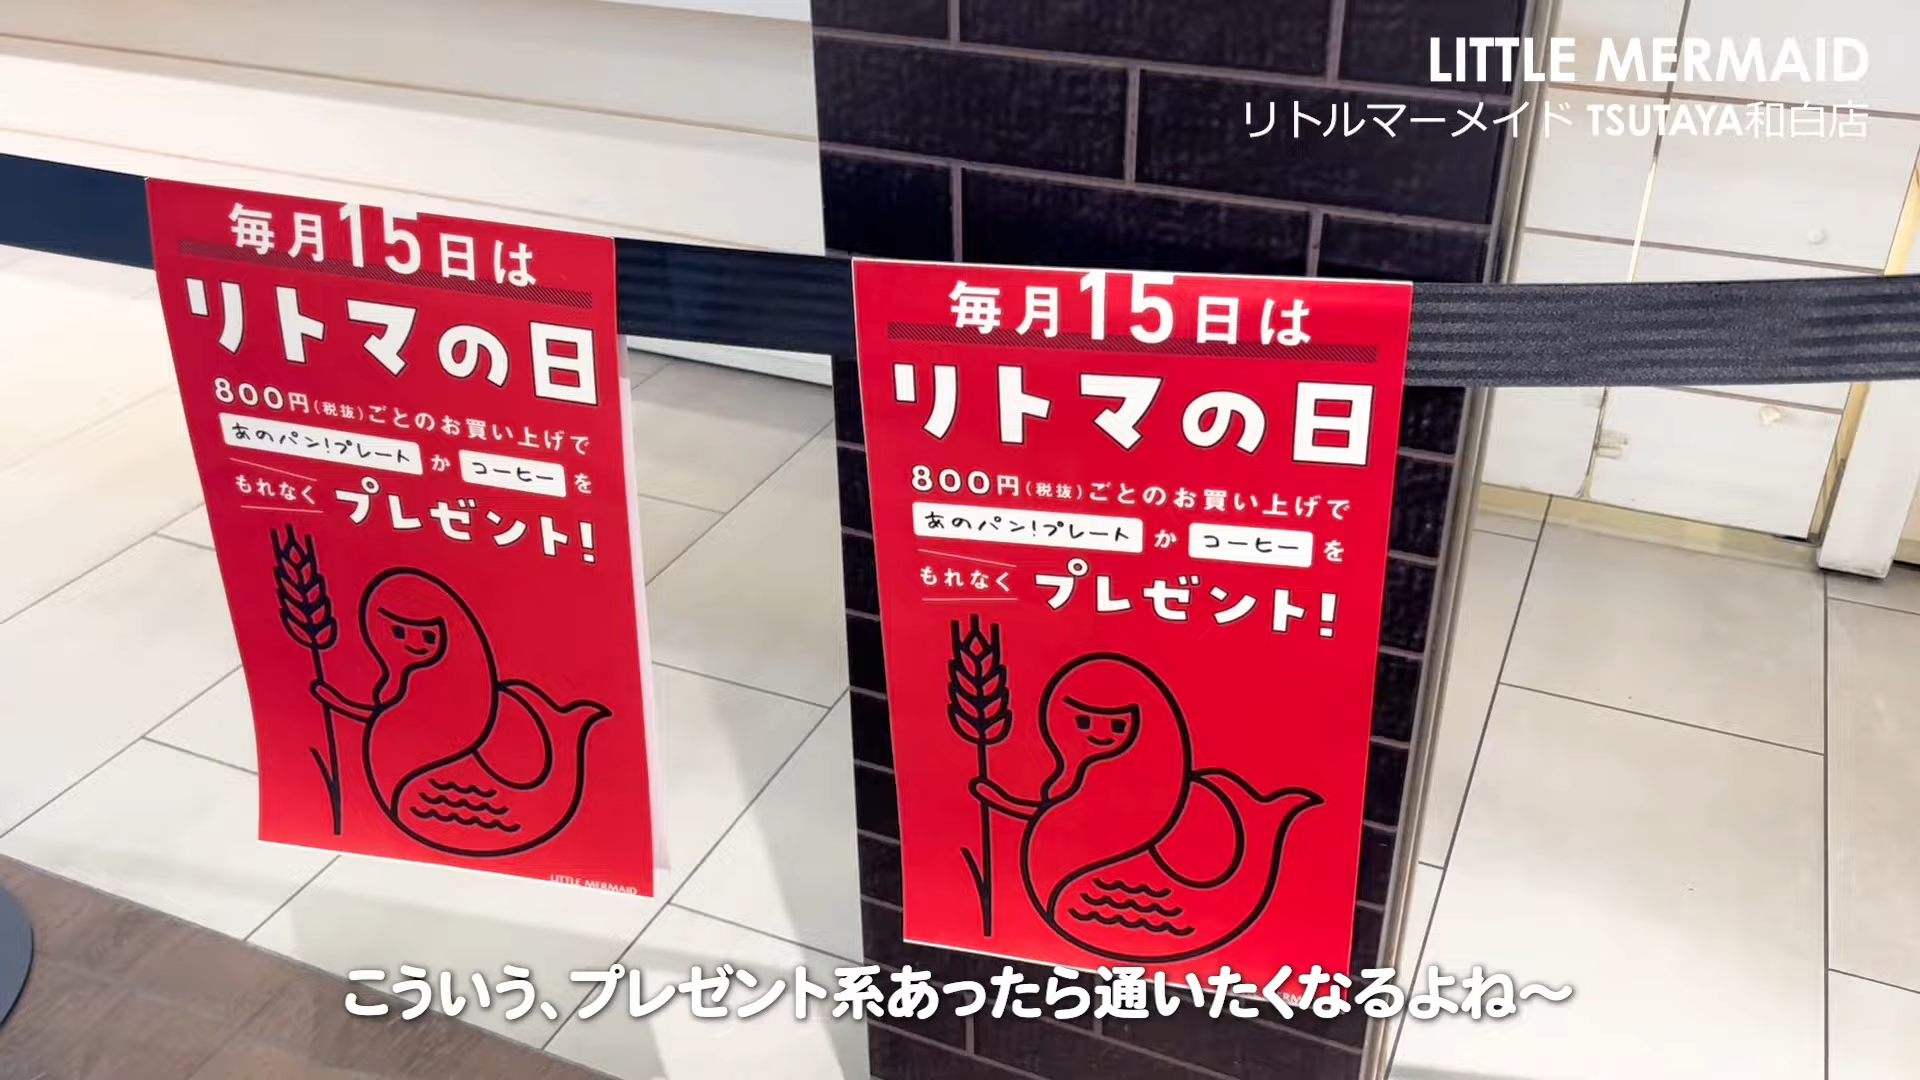 LITTLE MERMAID
リトルマーメイド TSUTAYA和白店
毎月15日は
リトマの日
800円(税抜)ごとのお買い上げで
あのパン!プレート か コーヒー を
もれなく プレゼント!
LITTLE MERMAID
毎月15日は
リトマの日
800円(税抜)ごとのお買い上げで
あのパン!プレート か コーヒー を
もれなく プレゼント!
こういう、プレゼント系あったら通いたくなるよね〜